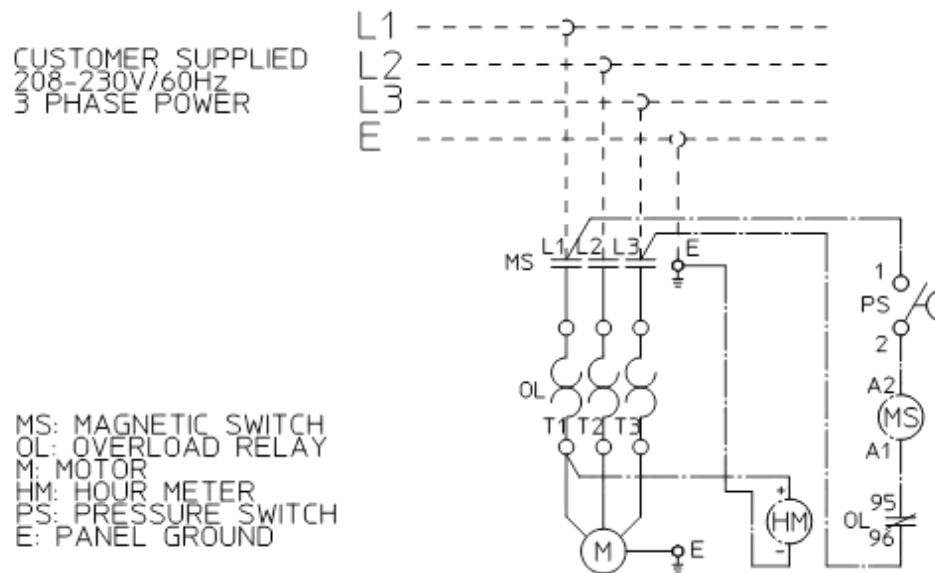 L1
CUSTOMER SUPPLIED
208-230V/60Hz
3 PHASE POWER
L2
L3
E
MS L1 L2 L3 E
1
PS
2
OL
A2
MS
A1
T1 T2 T3
MS: MAGNETIC SWITCH
OL: OVERLOAD RELAY
M: MOTOR
HM: HOUR METER
PS: PRESSURE SWITCH
E: PANEL GROUND
+
HM
-
95
OL
96
M
E